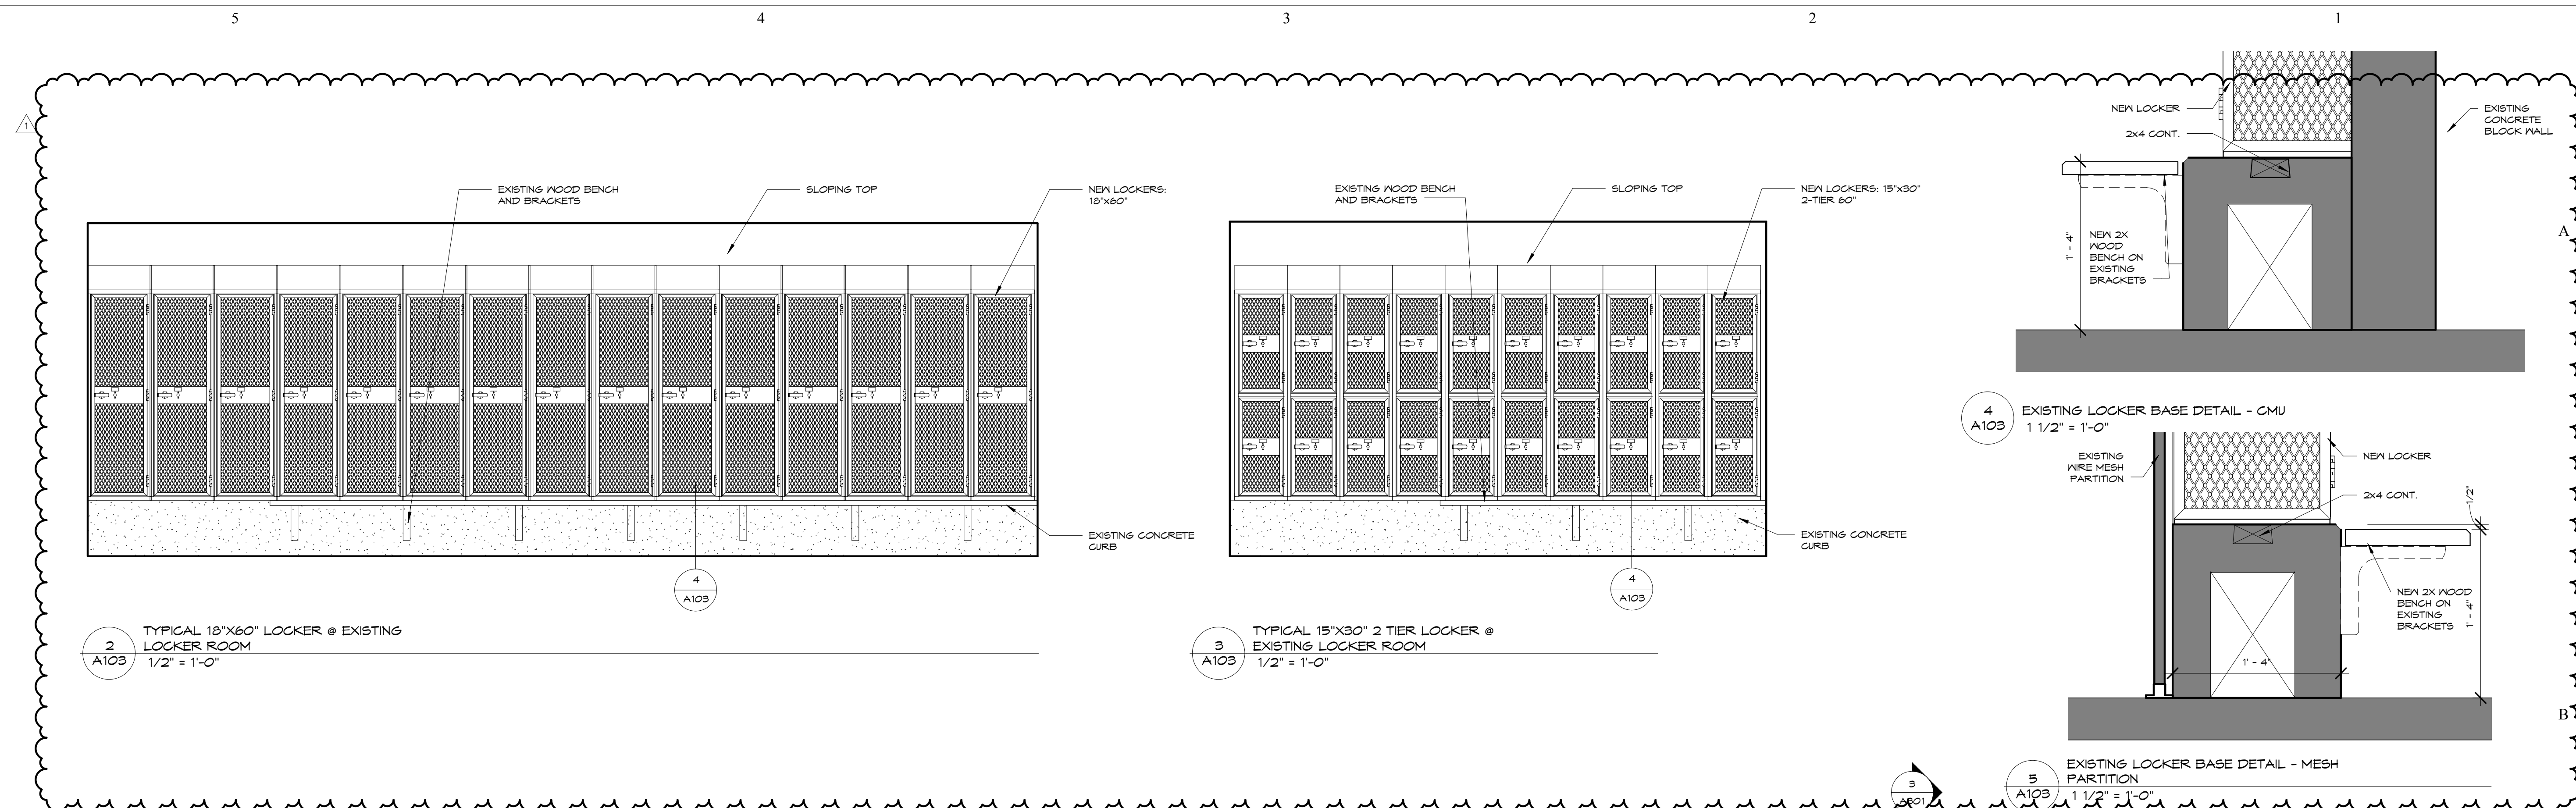 5
4
3
2
1
1
EXISTING WOOD BENCH
AND BRACKETS
SLOPING TOP
NEW LOCKERS:
18"x60"
EXISTING CONCRETE
CURB
4
A103
2
A103
TYPICAL 18"X60" LOCKER @ EXISTING
LOCKER ROOM
1/2" = 1'-0"
EXISTING WOOD BENCH
AND BRACKETS
SLOPING TOP
NEW LOCKERS: 15"x30"
2-TIER 60"
EXISTING CONCRETE
CURB
4
A103
3
A103
TYPICAL 15"X30" 2 TIER LOCKER @
EXISTING LOCKER ROOM
1/2" = 1'-0"
NEW LOCKER
2x4 CONT.
EXISTING
CONCRETE
BLOCK WALL
A
1' - 4"
NEW 2X
WOOD
BENCH ON
EXISTING
BRACKETS
4
A103
EXISTING LOCKER BASE DETAIL - CMU
1 1/2" = 1'-0"
EXISTING
WIRE MESH
PARTITION
NEW LOCKER
2x4 CONT.
1/2"
NEW 2X WOOD
BENCH ON
EXISTING
BRACKETS
1' - 4"
1' - 4"
B
5
A103
EXISTING LOCKER BASE DETAIL - MESH
PARTITION
1 1/2" = 1'-0"
3
A301